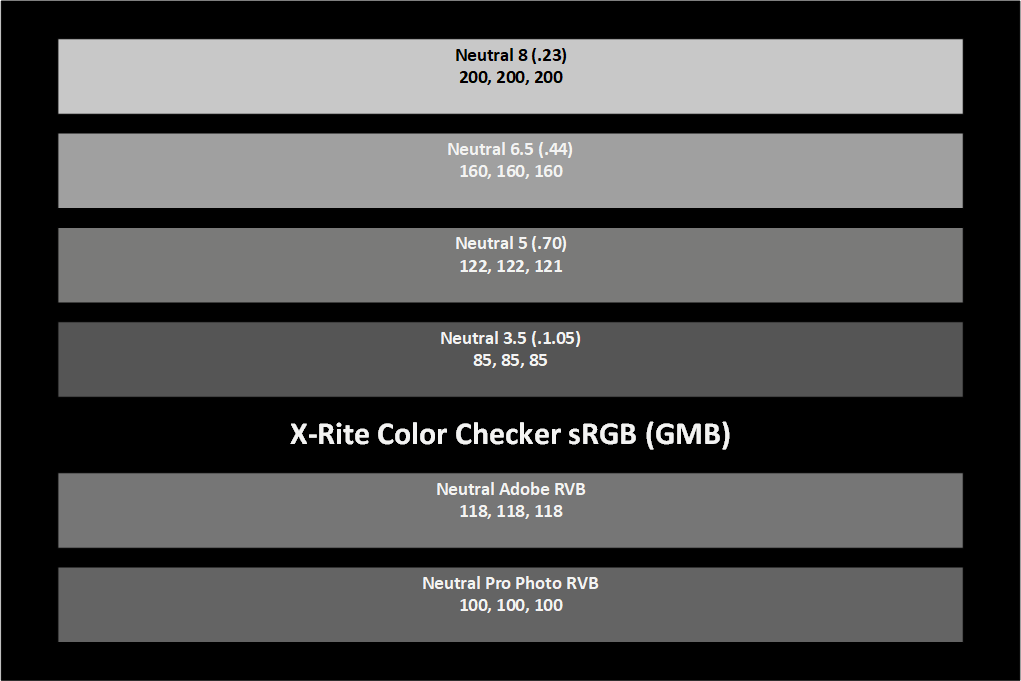 Neutral 8 (.23)
200, 200, 200
Neutral 6.5 (.44)
160, 160, 160
Neutral 5 (.70)
122, 122, 121
Neutral 3.5 (.1.05)
85, 85, 85
X-Rite Color Checker sRGB (GMB)
Neutral Adobe RVB
118, 118, 118
Neutral Pro Photo RVB
100, 100, 100